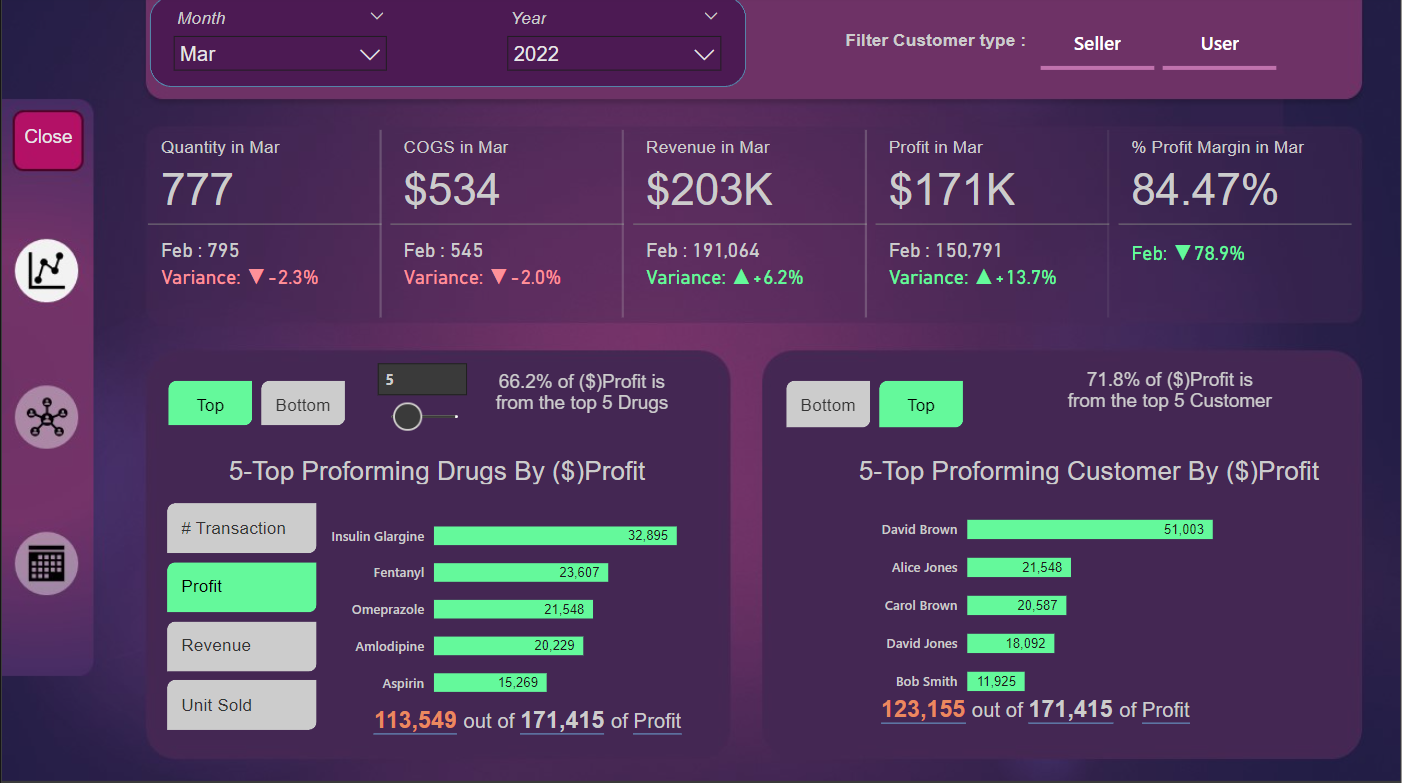 Month
Year
Mar
2022
Filter Customer type :
Seller
User
Close
Quantity in Mar
777
Feb : 795
Variance: ▼ -2.3%
COGS in Mar
$534
Feb : 545
Variance: ▼ -2.0%
Revenue in Mar
$203K
Feb : 191,064
Variance: ▲ +6.2%
Profit in Mar
$171K
Feb : 150,791
Variance: ▲ +13.7%
% Profit Margin in Mar
84.47%
Feb: ▼ 78.9%
Top
Bottom
5
66.2% of ($)Profit is
from the top 5 Drugs
5-Top Proforming Drugs By ($)Profit
# Transaction
Profit
Revenue
Unit Sold
Insulin Glargine 32,895
Fentanyl 23,607
Omeprazole 21,548
Amlodipine 20,229
Aspirin 15,269
113,549 out of 171,415 of Profit
Bottom
Top
71.8% of ($)Profit is
from the top 5 Customer
5-Top Proforming Customer By ($)Profit
David Brown 51,003
Alice Jones 21,548
Carol Brown 20,587
David Jones 18,092
Bob Smith 11,925
123,155 out of 171,415 of Profit